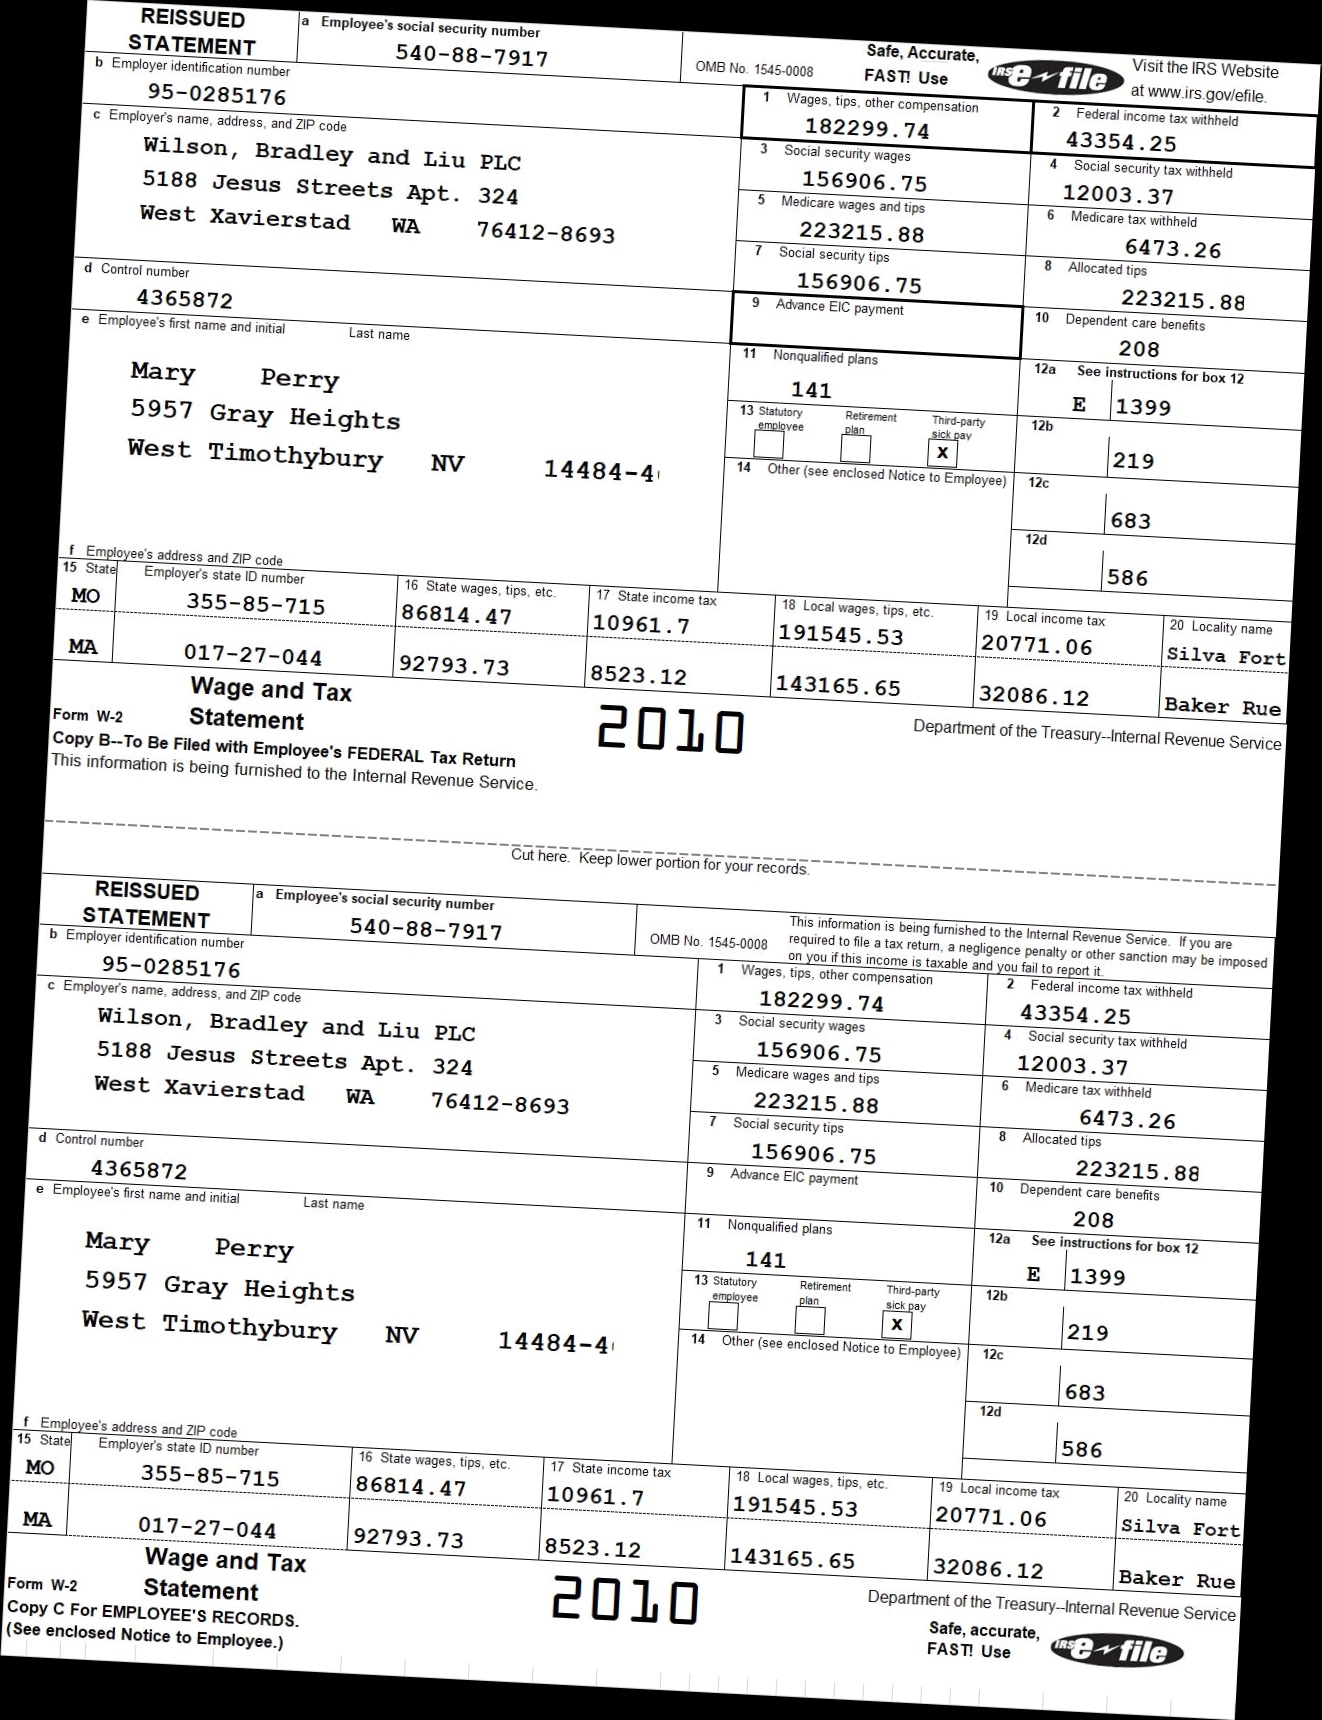 REISSUED STATEMENT
a Employee's social security number
540-88-7917
OMB No. 1545-0008
Safe, Accurate, FAST! Use
IRS e-file
Visit the IRS Website at www.irs.gov/efile.
b Employer identification number
95-0285176
c Employer's name, address, and ZIP code
Wilson, Bradley and Liu PLC
5188 Jesus Streets Apt. 324
West Xavierstad WA 76412-8693
d Control number
4365872
e Employee's first name and initial Last name
Mary Perry
5957 Gray Heights
West Timothybury NV 14484-4
f Employee's address and ZIP code
1 Wages, tips, other compensation
182299.74
2 Federal income tax withheld
43354.25
3 Social security wages
156906.75
4 Social security tax withheld
12003.37
5 Medicare wages and tips
223215.88
6 Medicare tax withheld
6473.26
7 Social security tips
156906.75
8 Allocated tips
223215.88
9 Advance EIC payment
10 Dependent care benefits
208
11 Nonqualified plans
141
12a See instructions for box 12
E 1399
13 Statutory employee Retirement plan Third-party sick pay
X
12b
219
14 Other (see enclosed Notice to Employee)
12c
683
12d
586
15 State Employer's state ID number 16 State wages, tips, etc. 17 State income tax 18 Local wages, tips, etc. 19 Local income tax 20 Locality name
MO 355-85-715 86814.47 10961.7 191545.53 20771.06 Silva Fort
MA 017-27-044 92793.73 8523.12 143165.65 32086.12 Baker Rue
Form W-2 Wage and Tax Statement
2010
Department of the Treasury--Internal Revenue Service
Copy B--To Be Filed with Employee's FEDERAL Tax Return
This information is being furnished to the Internal Revenue Service.
Cut here. Keep lower portion for your records.
REISSUED STATEMENT
a Employee's social security number
540-88-7917
OMB No. 1545-0008
This information is being furnished to the Internal Revenue Service. If you are
required to file a tax return, a negligence penalty or other sanction may be imposed
on you if this income is taxable and you fail to report it.
b Employer identification number
95-0285176
c Employer's name, address, and ZIP code
Wilson, Bradley and Liu PLC
5188 Jesus Streets Apt. 324
West Xavierstad WA 76412-8693
d Control number
4365872
e Employee's first name and initial Last name
Mary Perry
5957 Gray Heights
West Timothybury NV 14484-4
f Employee's address and ZIP code
1 Wages, tips, other compensation
182299.74
2 Federal income tax withheld
43354.25
3 Social security wages
156906.75
4 Social security tax withheld
12003.37
5 Medicare wages and tips
223215.88
6 Medicare tax withheld
6473.26
7 Social security tips
156906.75
8 Allocated tips
223215.88
9 Advance EIC payment
10 Dependent care benefits
208
11 Nonqualified plans
141
12a See instructions for box 12
E 1399
13 Statutory employee Retirement plan Third-party sick pay
X
12b
219
14 Other (see enclosed Notice to Employee)
12c
683
12d
586
15 State Employer's state ID number 16 State wages, tips, etc. 17 State income tax 18 Local wages, tips, etc. 19 Local income tax 20 Locality name
MO 355-85-715 86814.47 10961.7 191545.53 20771.06 Silva Fort
MA 017-27-044 92793.73 8523.12 143165.65 32086.12 Baker Rue
Form W-2 Wage and Tax Statement
2010
Department of the Treasury--Internal Revenue Service
Copy C For EMPLOYEE'S RECORDS.
(See enclosed Notice to Employee.)
Safe, accurate, FAST! Use
IRS e-file